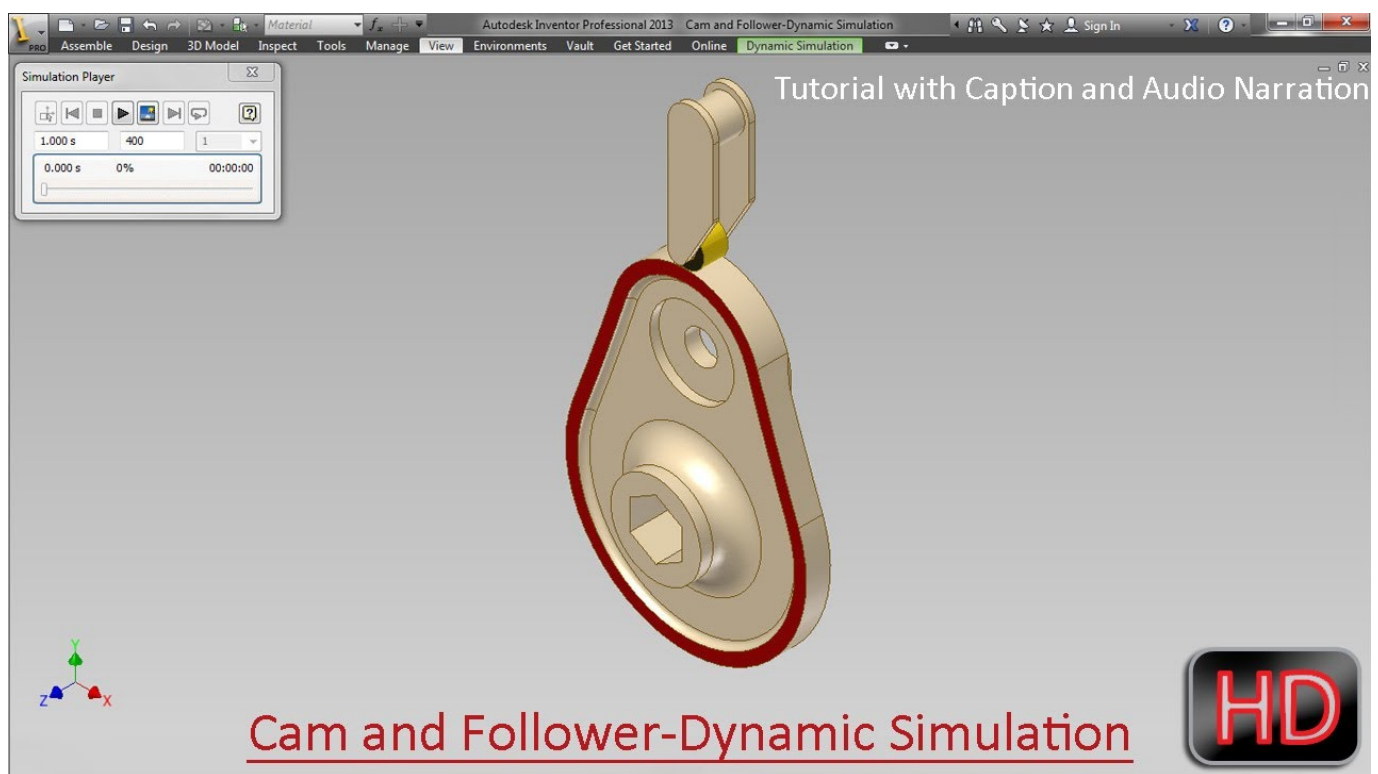 Material
Autodesk Inventor Professional 2013 Cam and Follower-Dynamic Simulation
Sign In
PRO
Assemble Design 3D Model Inspect Tools Manage View Environments Vault Get Started Online Dynamic Simulation
Simulation Player
Tutorial with Caption and Audio Narration
1.000 s 400 1
0.000 s 0% 00:00:00
Y
Z X
HD
Cam and Follower-Dynamic Simulation